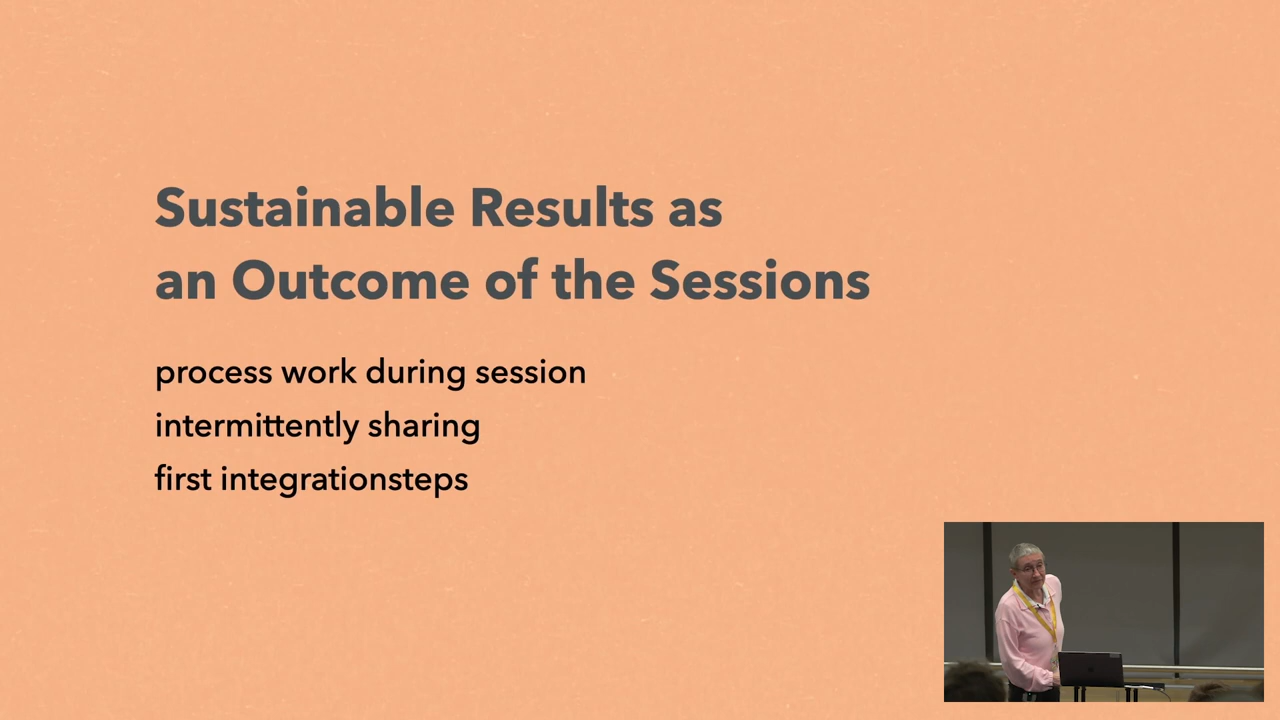 Sustainable Results as
an Outcome of the Sessions
process work during session
intermittently sharing
first integrationsteps